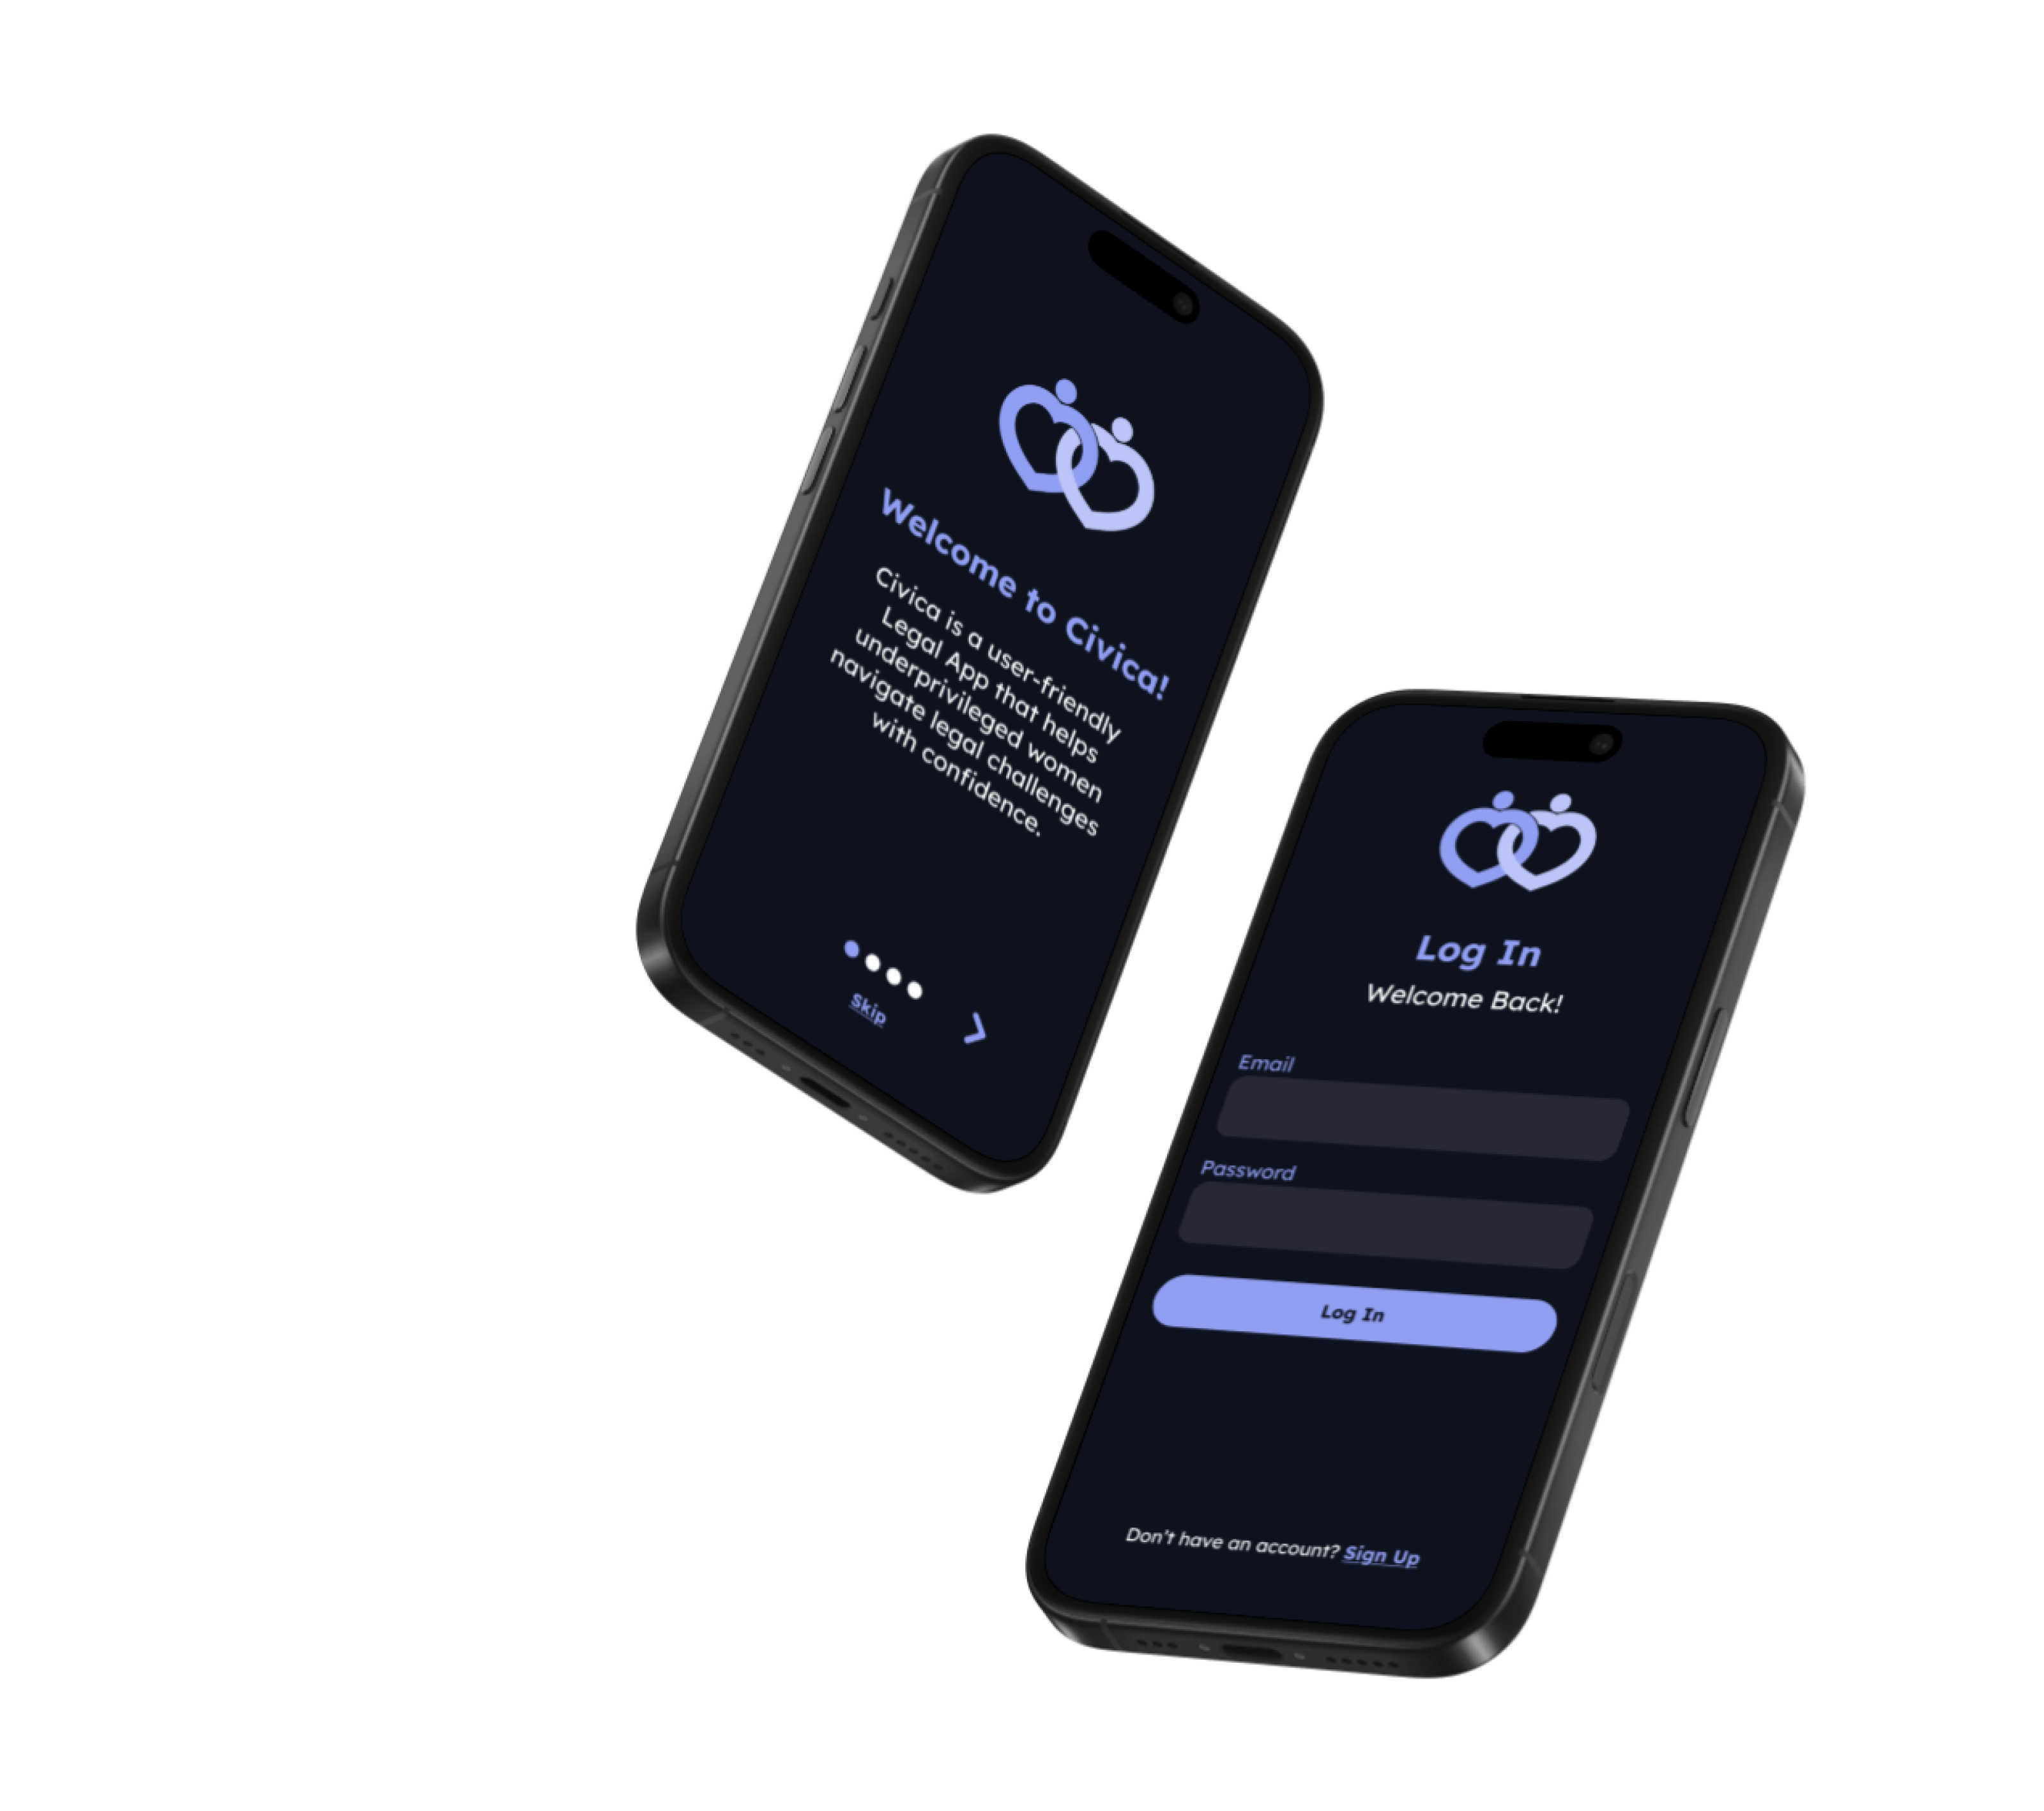 Welcome to Civica!
Civica is a user-friendly
Legal App that helps
underprivileged women
navigate legal challenges
with confidence.
Skip
Log In
Welcome Back!
Email
Password
Log In
Don't have an account? Sign Up